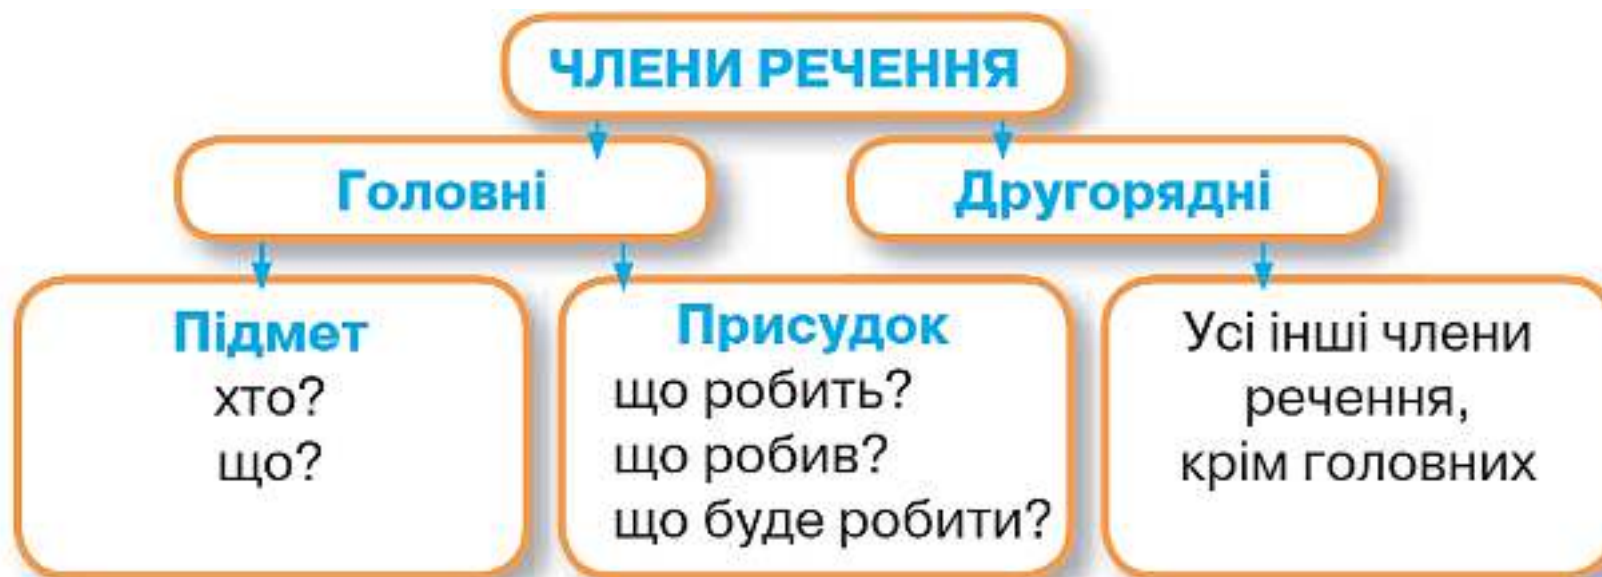 ЧЛЕНИ РЕЧЕННЯ
Головні
Другорядні
Підмет
хто?
що?
Присудок
що робить?
що робив?
що буде робити?
Усі інші члени
речення,
крім головних